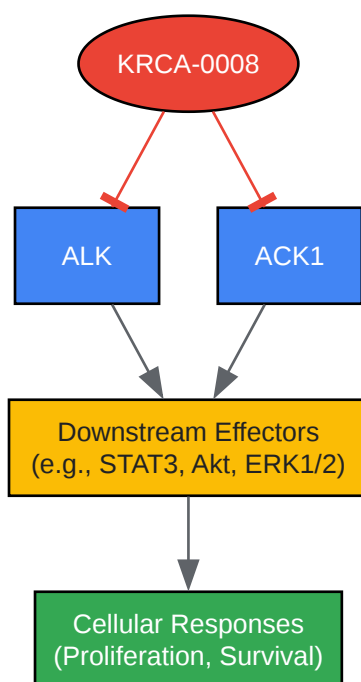 KRCA-0008
ALK
ACK1
Downstream Effectors
(e.g., STAT3, Akt, ERK1/2)
Cellular Responses
(Proliferation, Survival)